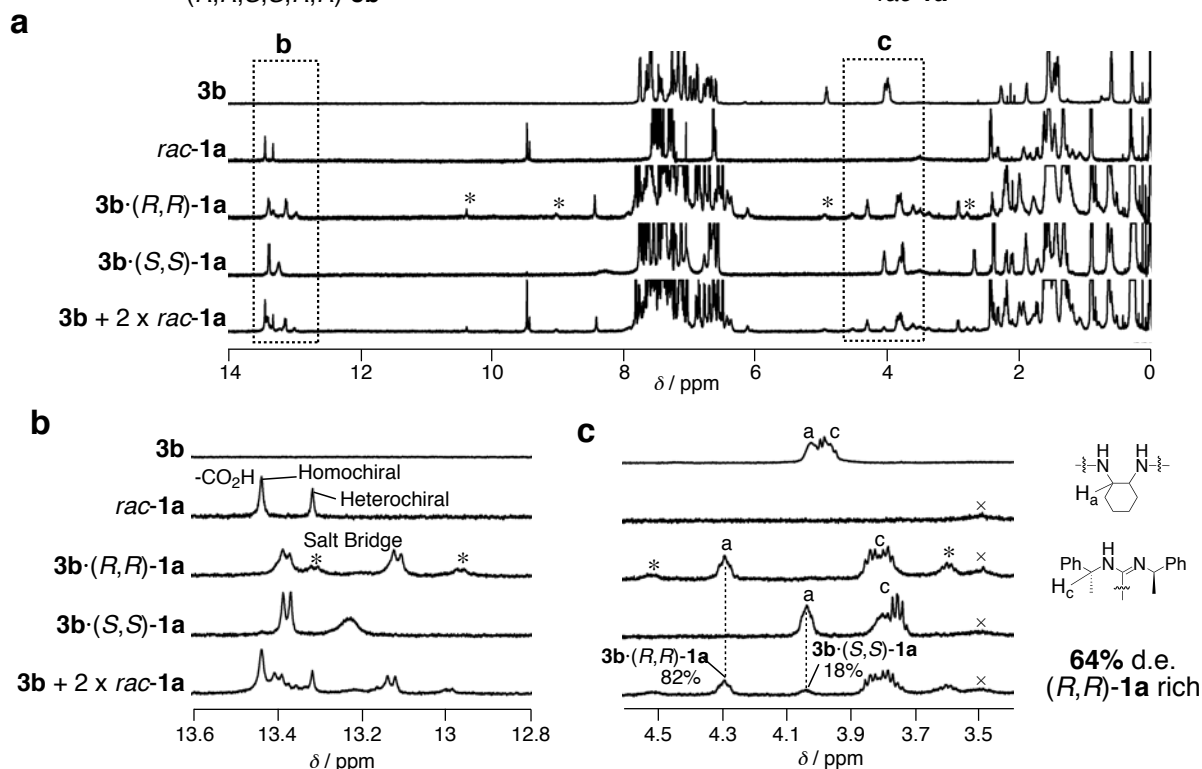 a
b
c
3b
rac-1a
*
*
*
*
3b·(R,R)-1a
3b·(S,S)-1a
3b + 2 x rac-1a
14 12 10 8 6 4 2 0
δ / ppm
b
3b
-CO2H
Homochiral
rac-1a
Heterochiral
Salt Bridge
3b·(R,R)-1a
*
*
3b·(S,S)-1a
3b + 2 x rac-1a
13.6 13.4 13.2 13.0 12.8
δ / ppm
c
a c
×
* a c * ×
a c ×
3b·(R,R)-1a
82%
3b·(S,S)-1a
18%
×
4.5 4.3 4.1 3.9 3.7 3.5
δ / ppm
H H
N N
Ha
H
Ph N N Ph
Hc
64% d.e.
(R,R)-1a rich